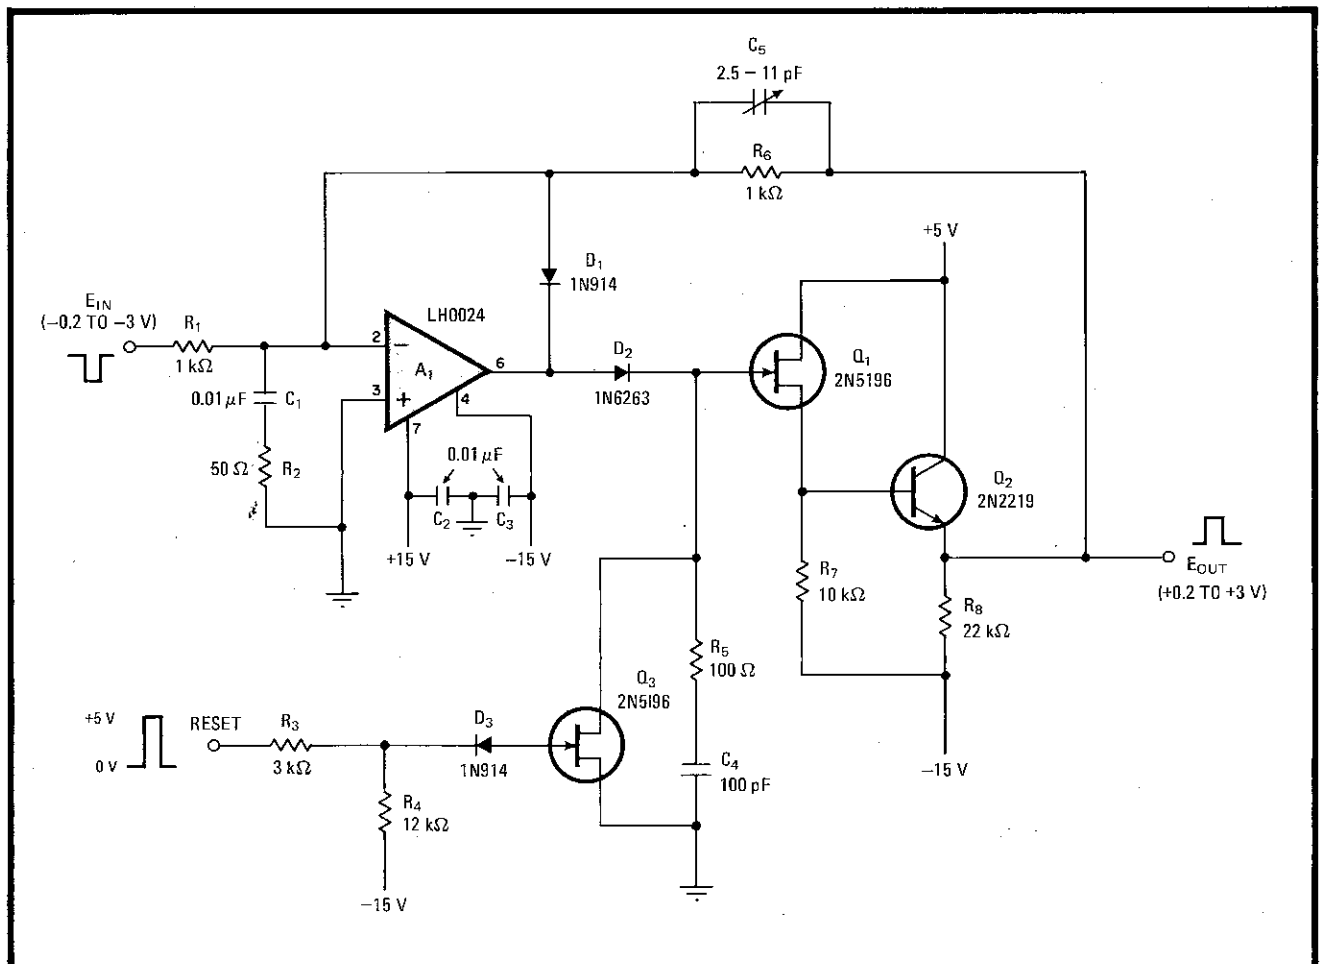 C5
2.5 – 11 pF
R6
1 kΩ
+5 V
D1
1N914
EIN
(−0.2 TO −3 V)
R1
1 kΩ
LH0024
2
−
A1
6
3
+
4
7
D2
1N6263
Q1
2N5196
0.01 µF
C1
50 Ω
R2
0.01 µF
C2
C3
+15 V
−15 V
Q2
2N2219
R7
10 kΩ
EOUT
(+0.2 TO +3 V)
R8
22 kΩ
R5
100 Ω
Q3
2N5196
+5 V
0 V
RESET
R3
3 kΩ
D3
1N914
C4
100 pF
−15 V
R4
12 kΩ
−15 V